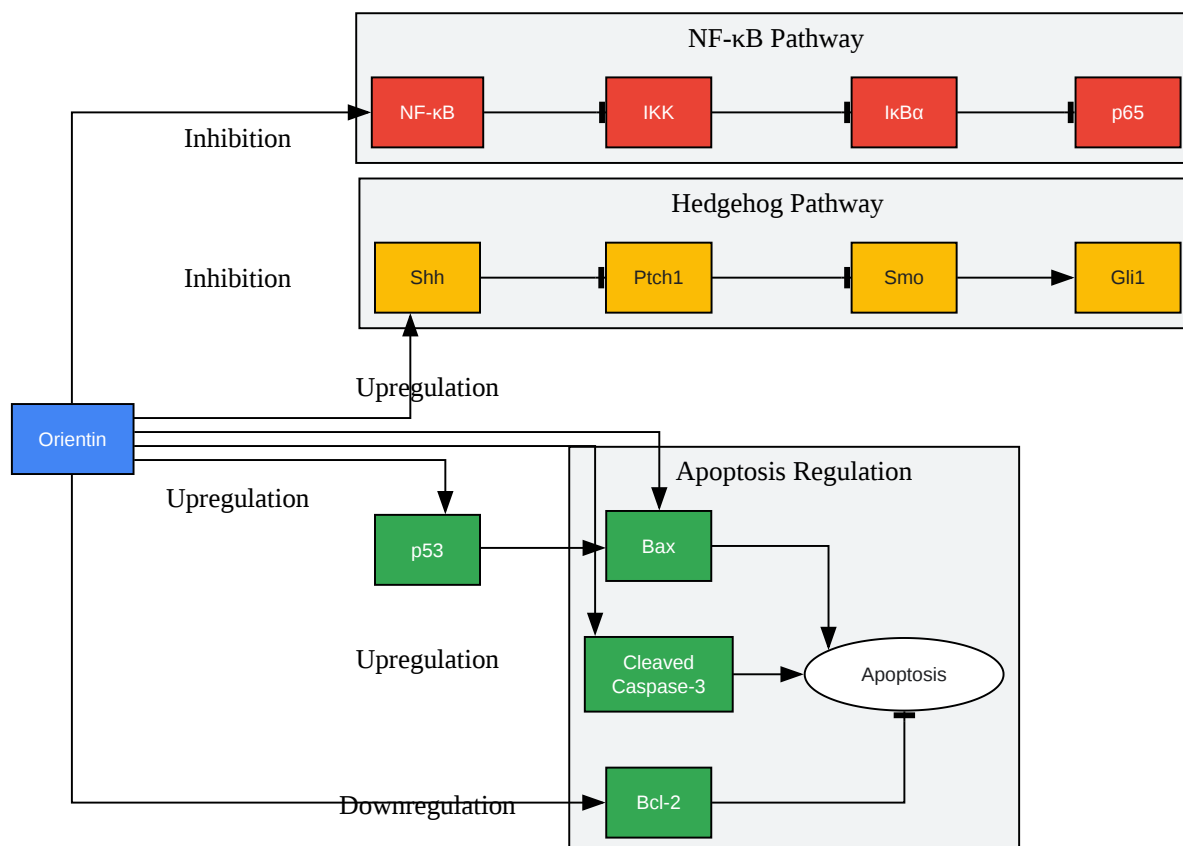 NF-κB Pathway
NF-κB
IKK
IκBα
p65
Inhibition
Hedgehog Pathway
Inhibition
Shh
Ptch1
Smo
Gli1
Upregulation
Orientin
Apoptosis Regulation
Upregulation
p53
Bax
Upregulation
Cleaved
Caspase-3
Apoptosis
Downregulation
Bcl-2